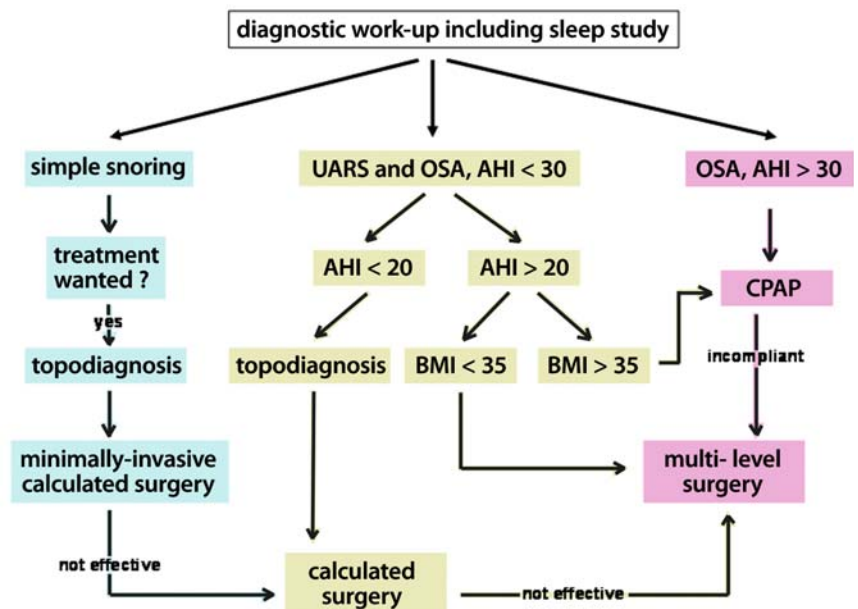 diagnostic work-up including sleep study
simple snoring
UARS and OSA, AHI < 30
OSA, AHI > 30
treatment
wanted ?
AHI < 20
AHI > 20
CPAP
yes
topodiagnosis
topodiagnosis
BMI < 35
BMI > 35
incompliant
minimally-invasive
calculated surgery
multi- level
surgery
not effective
calculated
surgery
not effective